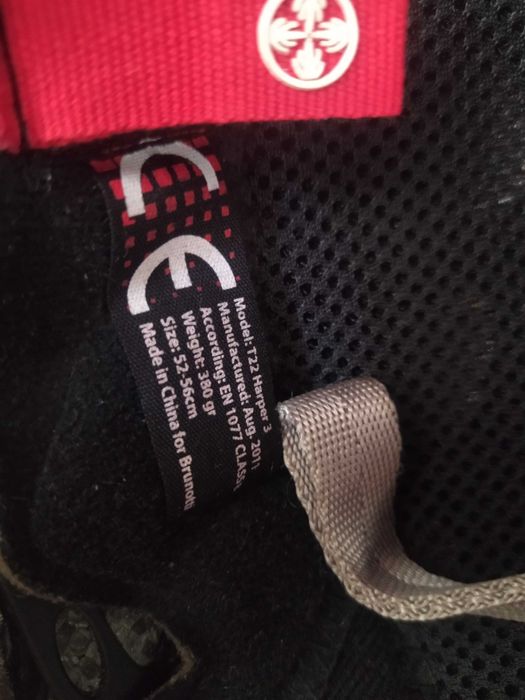 CE
Model: T22 Harper 3
Manufactured: Aug. 2011
According: EN 1077 CLASS
Weight: 380 gr
Size: 52-56cm
Made in China for Brunotti